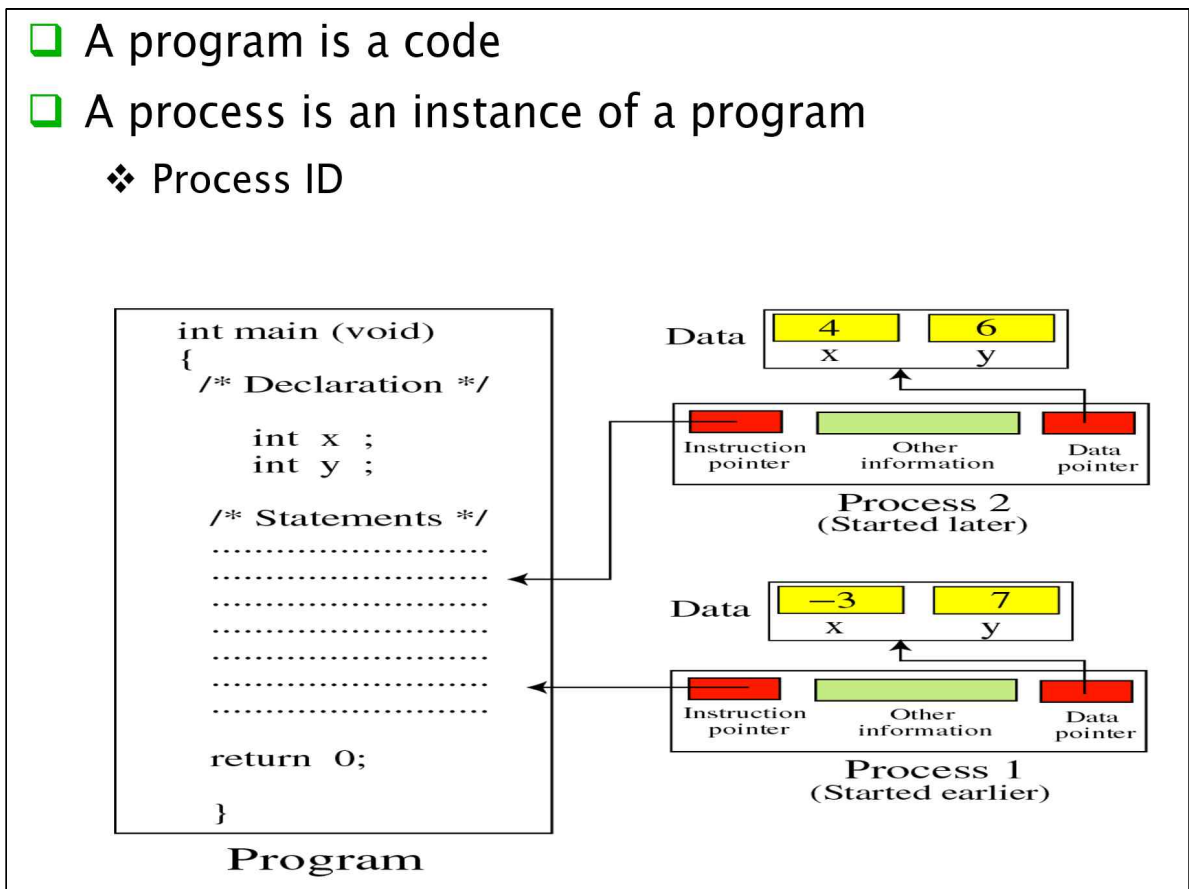 A program is a code
A process is an instance of a program
Process ID
int main (void)
{
/* Declaration */
int x ;
int y ;
/* Statements */
..........................
..........................
..........................
..........................
..........................
..........................
..........................
return 0;
}
Program
Data
4
6
x
y
Instruction
pointer
Other
information
Data
pointer
Process 2
(Started later)
Data
−3
7
x
y
Instruction
pointer
Other
information
Data
pointer
Process 1
(Started earlier)